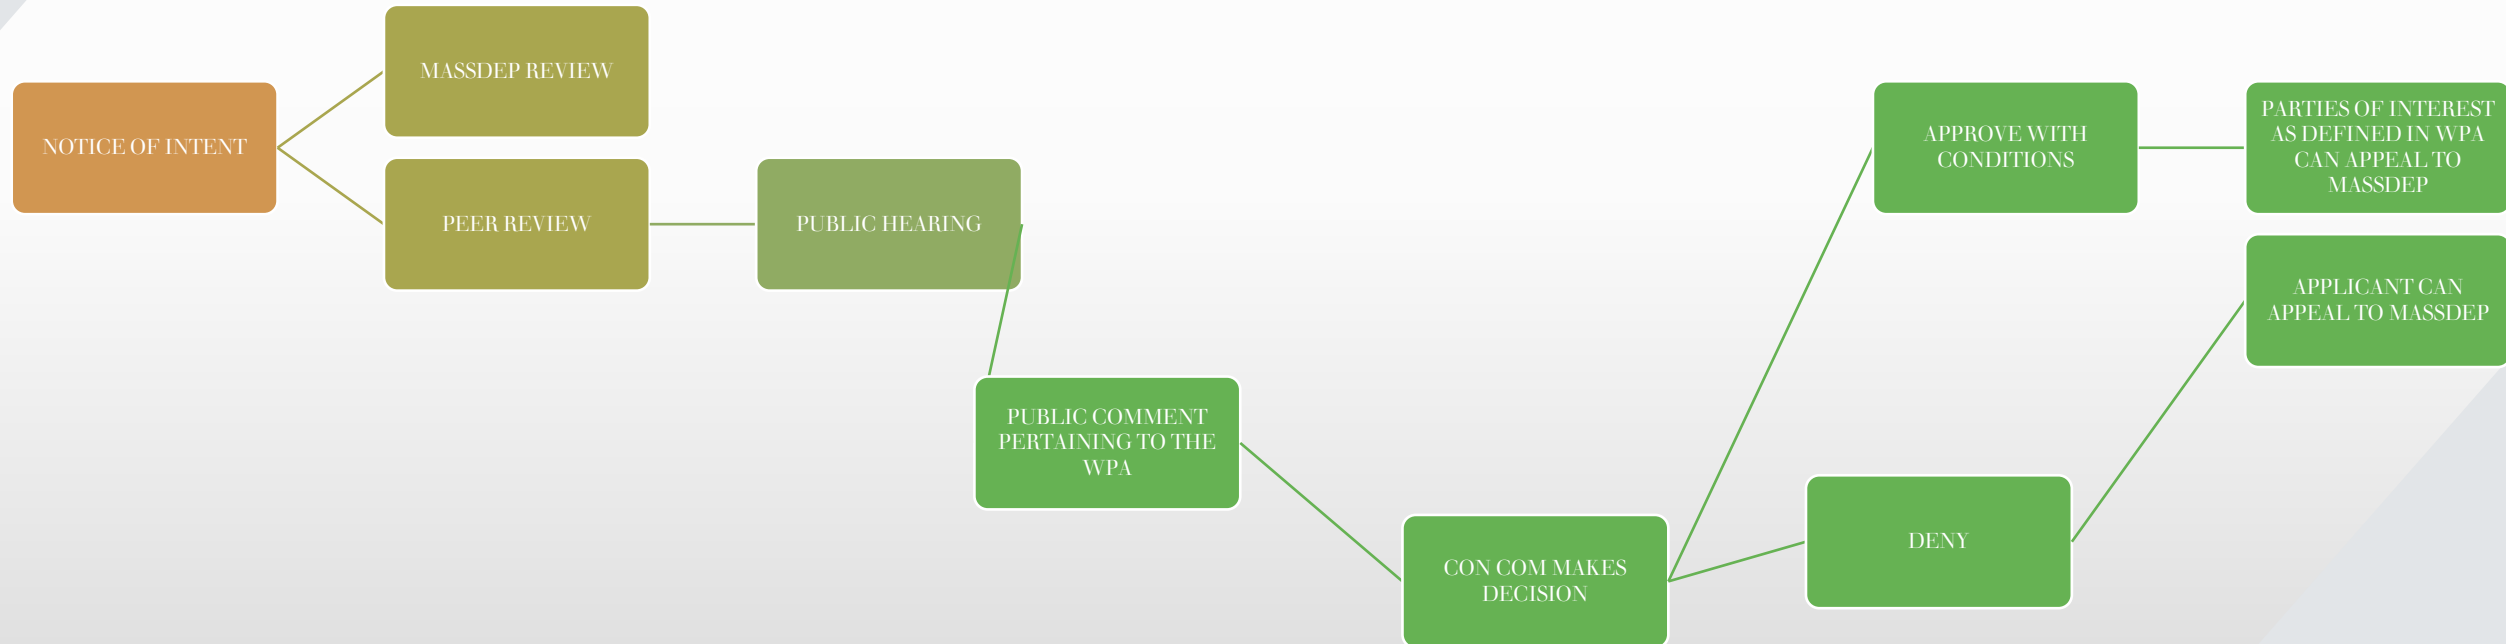 NOTICE OF INTENT
MASSDEP REVIEW
PEER REVIEW
PUBLIC HEARING
PUBLIC COMMENT
PERTAINING TO THE
WPA
CON COM MAKES
DECISION
APPROVE WITH
CONDITIONS
PARTIES OF INTEREST
AS DEFINED IN WPA
CAN APPEAL TO
MASSDEP
DENY
APPLICANT CAN
APPEAL TO MASSDEP